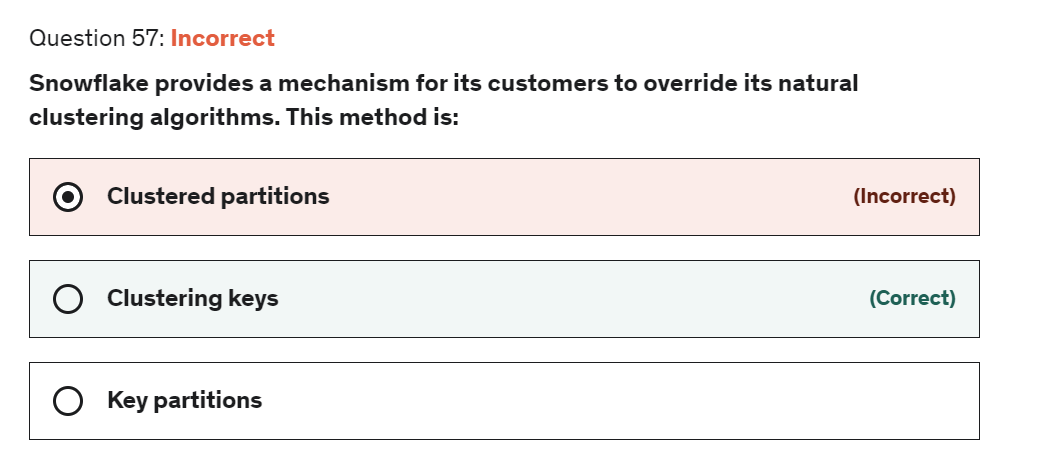 Question 57: Incorrect
Snowflake provides a mechanism for its customers to override its natural
clustering algorithms. This method is:
Clustered partitions (Incorrect)
Clustering keys (Correct)
Key partitions